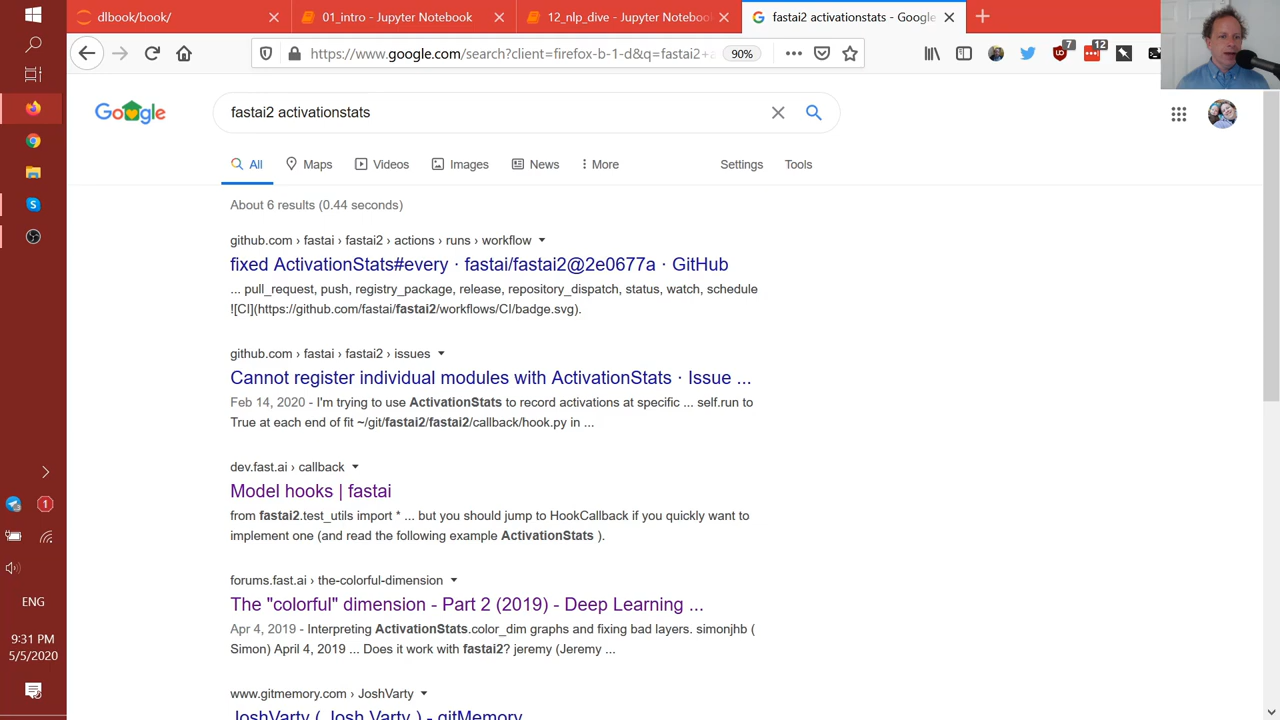 dlbook/book/
01_intro - Jupyter Notebook
12_nlp_dive - Jupyter Notebook
fastai2 activationstats - Google
https://www.google.com/search?client=firefox-b-1-d&q=fastai2+a
90%
7
12
Google
fastai2 activationstats
All
Maps
Videos
Images
News
More
Settings
Tools
About 6 results (0.44 seconds)
github.com › fastai › fastai2 › actions › runs › workflow
fixed ActivationStats#every · fastai/fastai2@2e0677a · GitHub
... pull_request, push, registry_package, release, repository_dispatch, status, watch, schedule
![CI](https://github.com/fastai/fastai2/workflows/CI/badge.svg).
github.com › fastai › fastai2 › issues
Cannot register individual modules with ActivationStats · Issue ...
Feb 14, 2020 - I'm trying to use ActivationStats to record activations at specific ... self.run to
True at each end of fit ~/git/fastai2/fastai2/callback/hook.py in ...
dev.fast.ai › callback
Model hooks | fastai
from fastai2.test_utils import * ... but you should jump to HookCallback if you quickly want to
implement one (and read the following example ActivationStats ).
forums.fast.ai › the-colorful-dimension
The "colorful" dimension - Part 2 (2019) - Deep Learning ...
Apr 4, 2019 - Interpreting ActivationStats.color_dim graphs and fixing bad layers. simonjhb (
Simon) April 4, 2019 ... Does it work with fastai2? jeremy (Jeremy ...
www.gitmemory.com › JoshVarty
JoshVarty ( Josh Varty ) - gitMemory
1
ENG
9:31 PM
5/5/2020